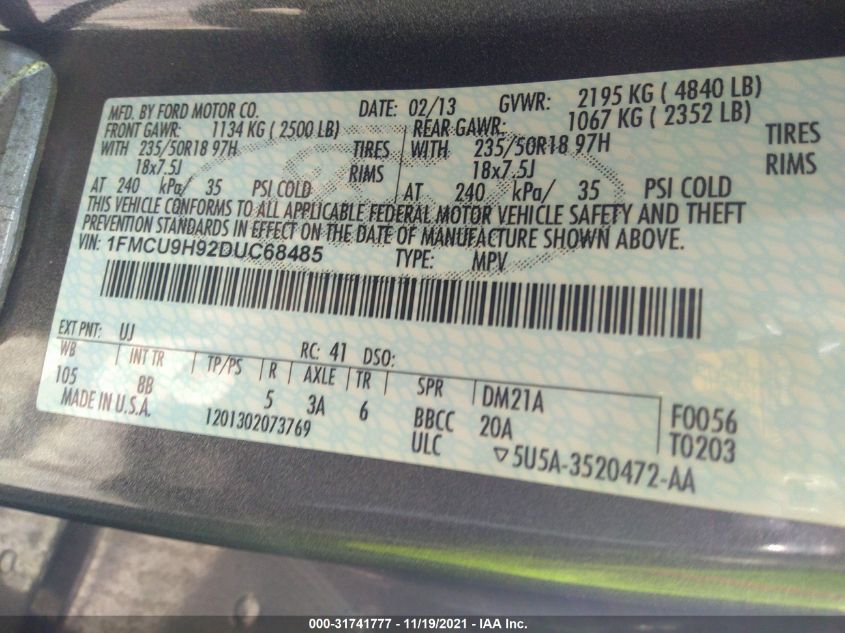 MFD. BY FORD MOTOR CO. DATE: 02/13 GVWR: 2195 KG ( 4840 LB)
FRONT GAWR: 1134 KG ( 2500 LB) REAR GAWR: 1067 KG ( 2352 LB)
WITH 235/50R18 97H TIRES WITH 235/50R18 97H TIRES
18x7.5J RIMS 18x7.5J RIMS
AT 240 kPa/ 35 PSI COLD AT 240 kPa/ 35 PSI COLD
THIS VEHICLE CONFORMS TO ALL APPLICABLE FEDERAL MOTOR VEHICLE SAFETY AND THEFT
PREVENTION STANDARDS IN EFFECT ON THE DATE OF MANUFACTURE SHOWN ABOVE.
VIN: 1FMCU9H92DUC68485 TYPE: MPV
EXT PNT: UJ RC: 41 DSO:
WB INT TR TP/PS R AXLE TR SPR DM21A F0056
105 8B 5 3A 6 BBCC 20A T0203
MADE IN U.S.A. 1201302073769 ULC ▽5U5A-3520472-AA
000-31741777 - 11/19/2021 - IAA Inc.